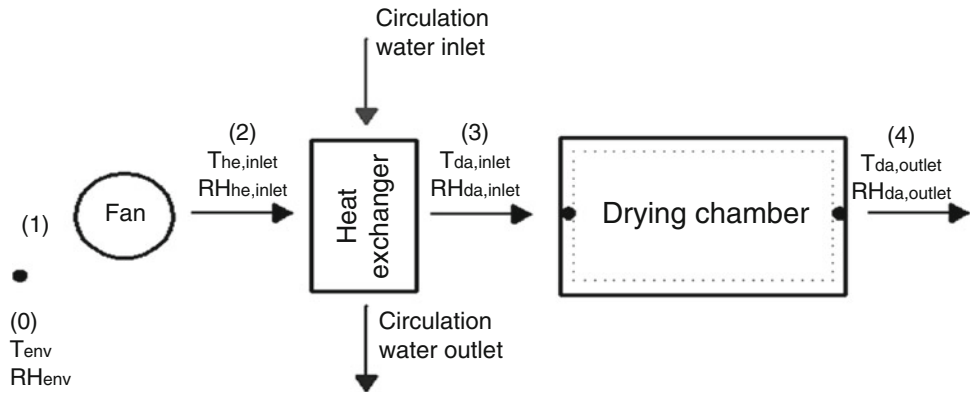 Circulation
water inlet
(1)
Fan
(2)
The,inlet
RHhe,inlet
Heat
exchanger
(3)
Tda,inlet
RHda,inlet
Drying chamber
(4)
Tda,outlet
RHda,outlet
(0)
Tenv
RHenv
Circulation
water outlet